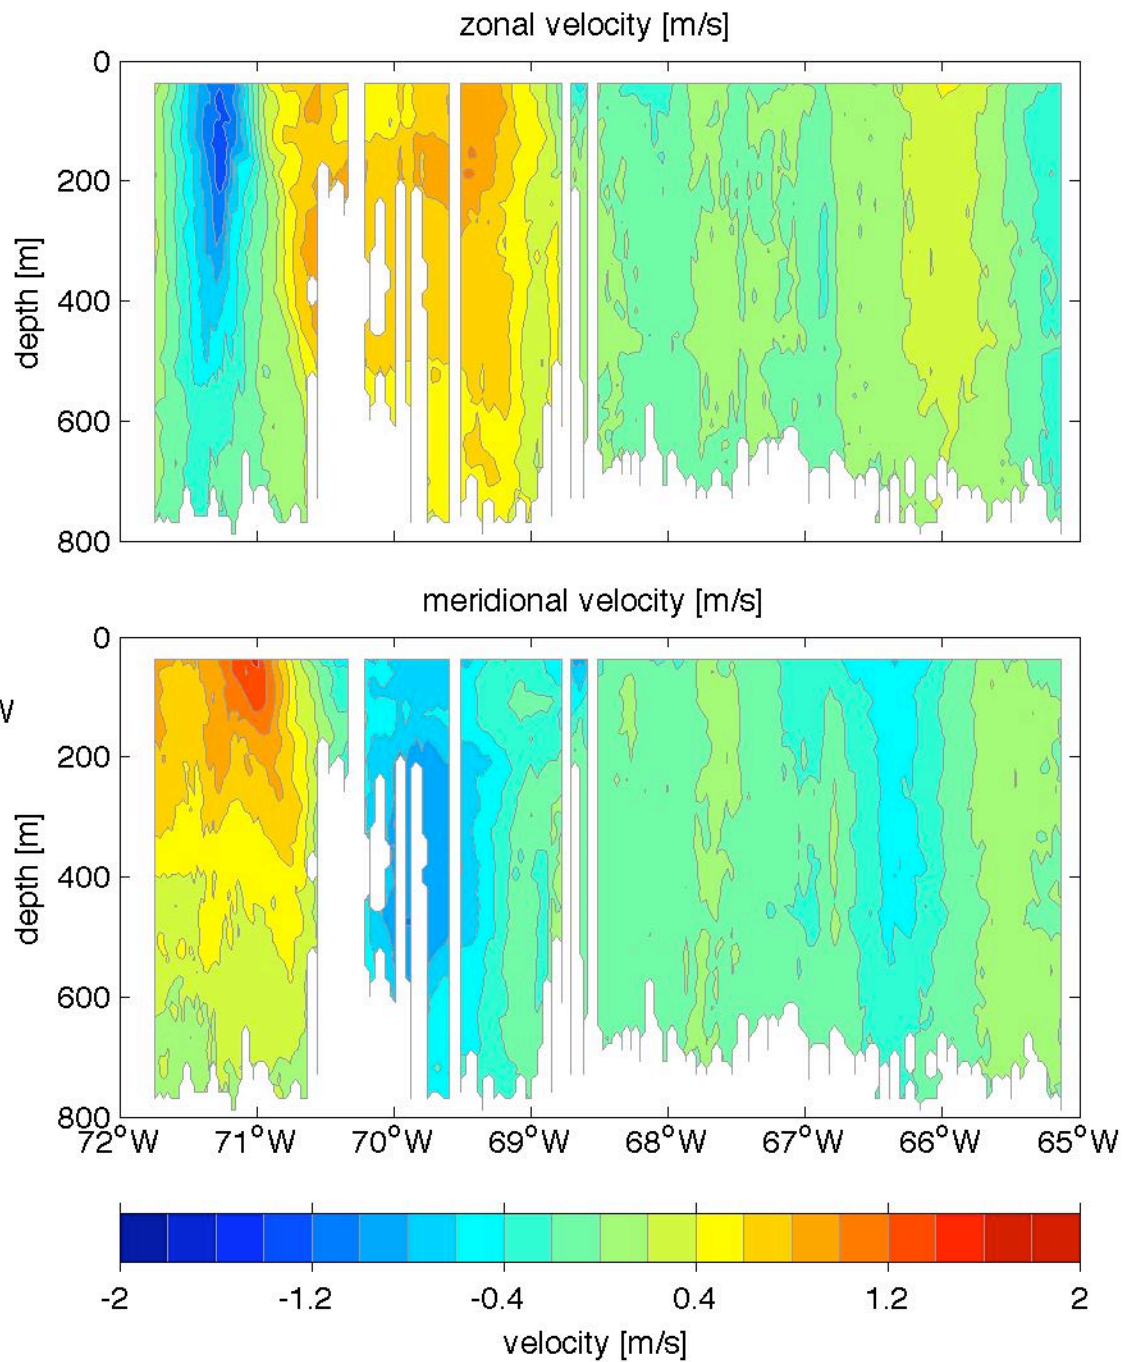 zonal velocity [m/s]
0
200
400
600
800
depth [m]
meridional velocity [m/s]
W
0
200
400
600
800
depth [m]
72°W 71°W 70°W 69°W 68°W 67°W 66°W 65°W
-2 -1.2 -0.4 0.4 1.2 2
velocity [m/s]